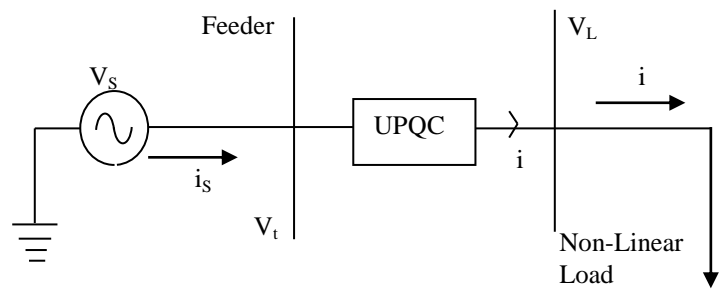 Feeder
V_L
V_S
i
UPQC
i
i_S
V_t
Non-Linear
Load